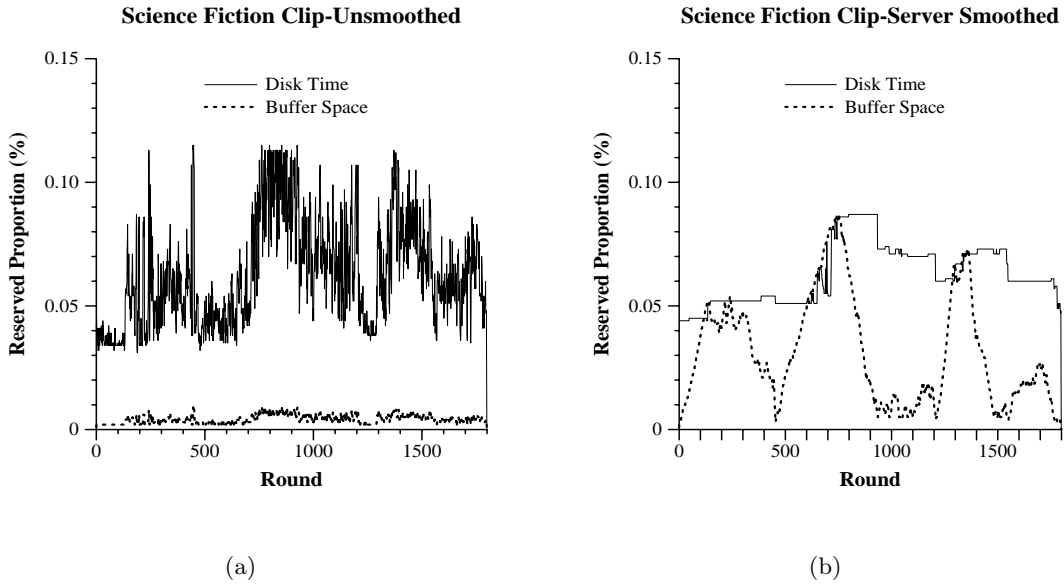 Science Fiction Clip-Unsmoothed
0.15
0.10
0.05
0
Reserved Proportion (%)
Disk Time
Buffer Space
0 500 1000 1500
Round
(a)
Science Fiction Clip-Server Smoothed
0.15
0.10
0.05
0
Reserved Proportion (%)
Disk Time
Buffer Space
0 500 1000 1500
Round
(b)